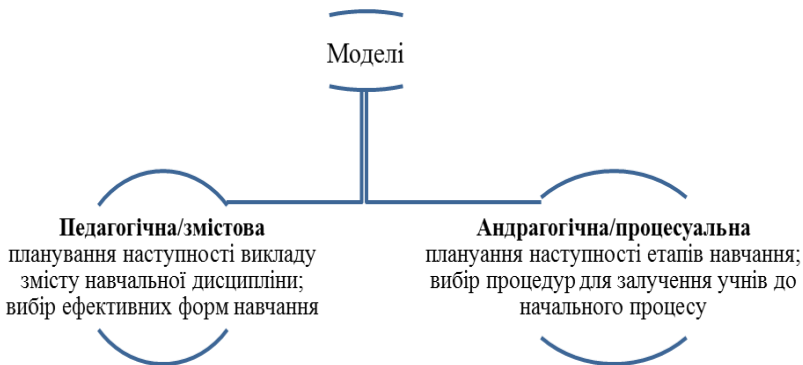 Моделі
Педагогічна/змістова
планування наступності викладу
змісту навчальної дисципліни;
вибір ефективних форм навчання
Андрагогічна/процесуальна
плануання наступності етапів навчання;
вибір процедур для залучення учнів до
начального процесу